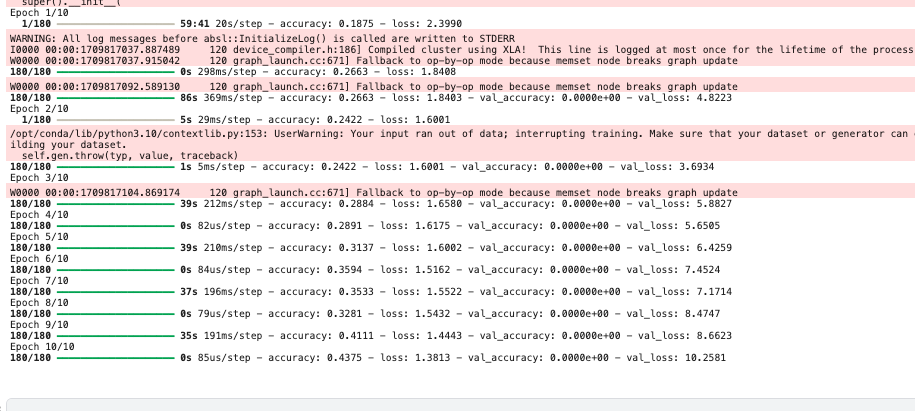 super().__init__(
Epoch 1/10
1/180 59:41 20s/step - accuracy: 0.1875 - loss: 2.3990
WARNING: All log messages before absl::InitializeLog() is called are written to STDERR
I0000 00:00:1709817037.887489 120 device_compiler.h:186] Compiled cluster using XLA! This line is logged at most once for the lifetime of the process
W0000 00:00:1709817037.915042 120 graph_launch.cc:671] Fallback to op-by-op mode because memset node breaks graph update
180/180 0s 298ms/step - accuracy: 0.2663 - loss: 1.8408
W0000 00:00:1709817092.589130 120 graph_launch.cc:671] Fallback to op-by-op mode because memset node breaks graph update
180/180 86s 369ms/step - accuracy: 0.2663 - loss: 1.8403 - val_accuracy: 0.0000e+00 - val_loss: 4.8223
Epoch 2/10
1/180 5s 29ms/step - accuracy: 0.2422 - loss: 1.6001
/opt/conda/lib/python3.10/contextlib.py:153: UserWarning: Your input ran out of data; interrupting training. Make sure that your dataset or generator can
ilding your dataset.
self.gen.throw(typ, value, traceback)
180/180 1s 5ms/step - accuracy: 0.2422 - loss: 1.6001 - val_accuracy: 0.0000e+00 - val_loss: 3.6934
Epoch 3/10
W0000 00:00:1709817104.869174 120 graph_launch.cc:671] Fallback to op-by-op mode because memset node breaks graph update
180/180 39s 212ms/step - accuracy: 0.2884 - loss: 1.6580 - val_accuracy: 0.0000e+00 - val_loss: 5.8827
Epoch 4/10
180/180 0s 82us/step - accuracy: 0.2891 - loss: 1.6175 - val_accuracy: 0.0000e+00 - val_loss: 5.6505
Epoch 5/10
180/180 39s 210ms/step - accuracy: 0.3137 - loss: 1.6002 - val_accuracy: 0.0000e+00 - val_loss: 6.4259
Epoch 6/10
180/180 0s 84us/step - accuracy: 0.3594 - loss: 1.5162 - val_accuracy: 0.0000e+00 - val_loss: 7.4524
Epoch 7/10
180/180 37s 196ms/step - accuracy: 0.3533 - loss: 1.5522 - val_accuracy: 0.0000e+00 - val_loss: 7.1714
Epoch 8/10
180/180 0s 79us/step - accuracy: 0.3281 - loss: 1.5432 - val_accuracy: 0.0000e+00 - val_loss: 8.4747
Epoch 9/10
180/180 35s 191ms/step - accuracy: 0.4111 - loss: 1.4443 - val_accuracy: 0.0000e+00 - val_loss: 8.6623
Epoch 10/10
180/180 0s 85us/step - accuracy: 0.4375 - loss: 1.3813 - val_accuracy: 0.0000e+00 - val_loss: 10.2581